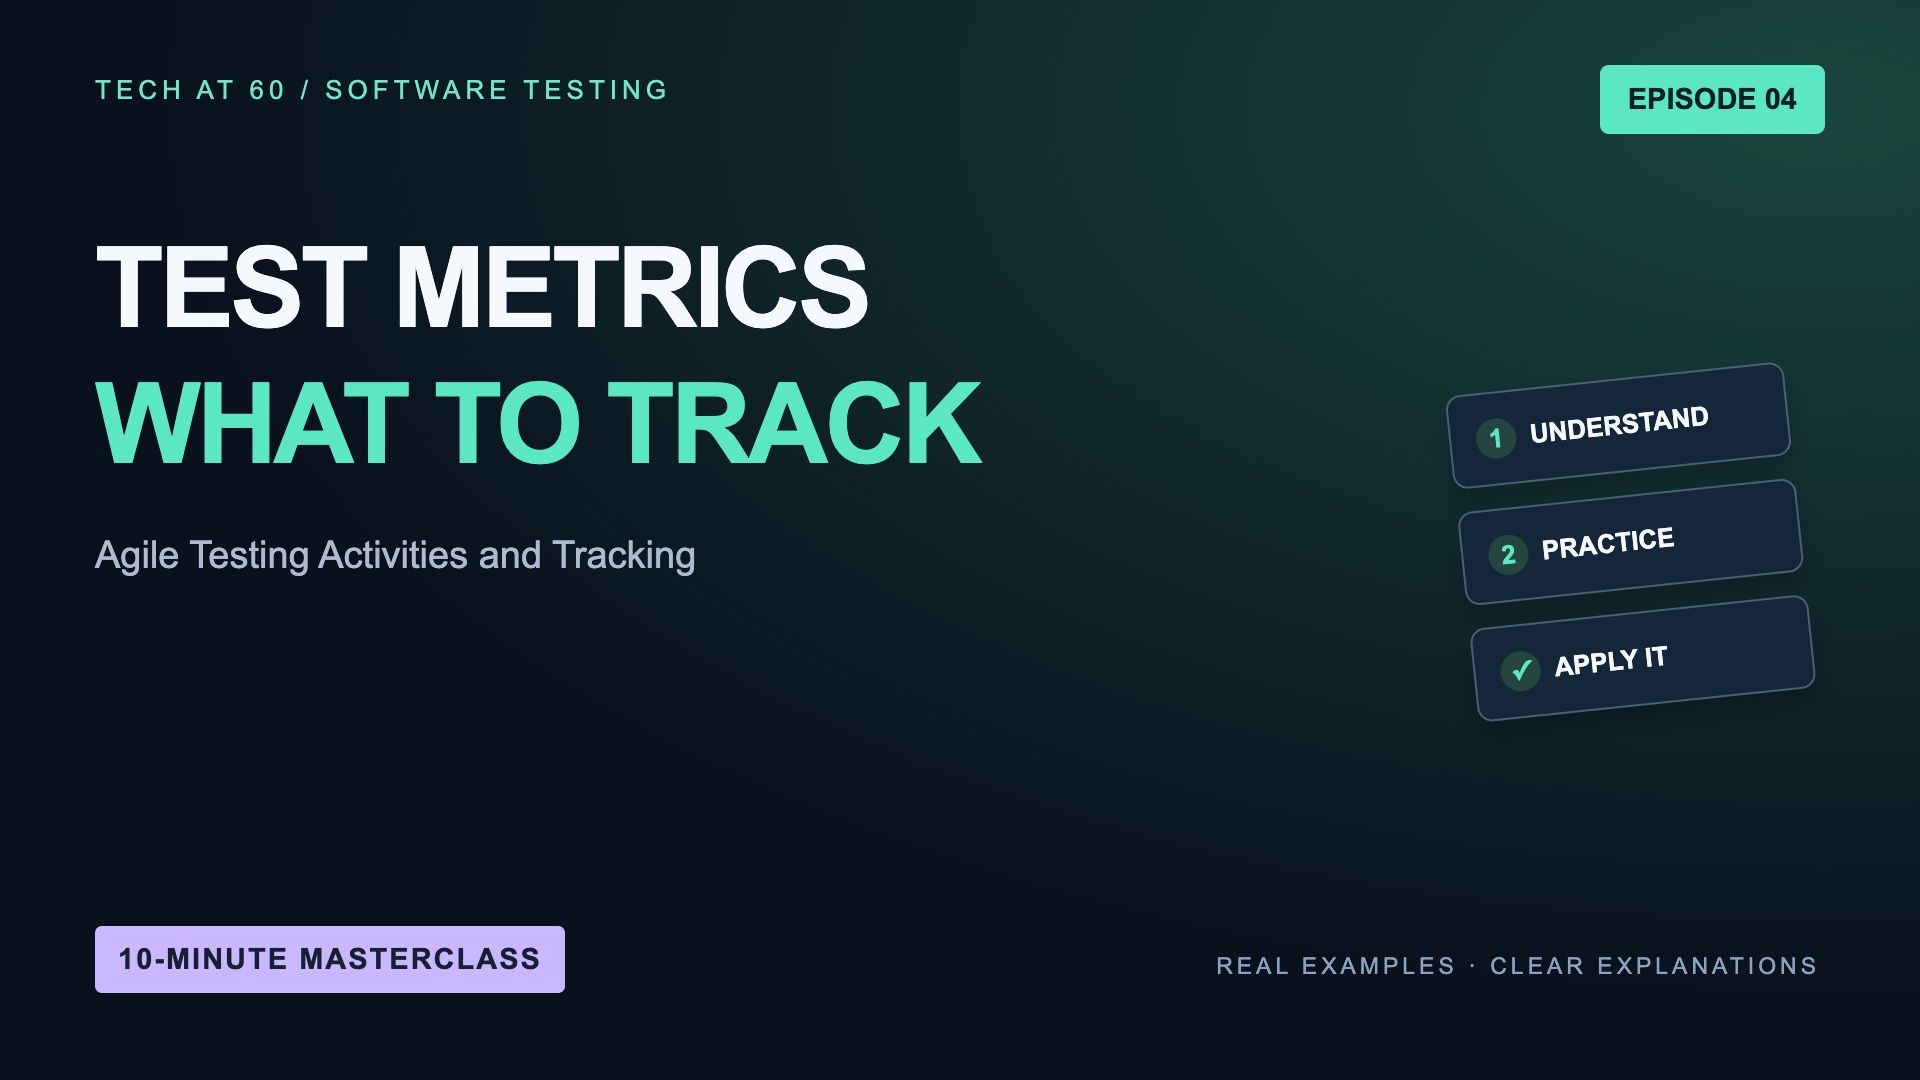 TECH AT 60 / SOFTWARE TESTING
EPISODE 04
TEST METRICS
WHAT TO TRACK
Agile Testing Activities and Tracking
1 UNDERSTAND
2 PRACTICE
✓ APPLY IT
10-MINUTE MASTERCLASS
REAL EXAMPLES · CLEAR EXPLANATIONS